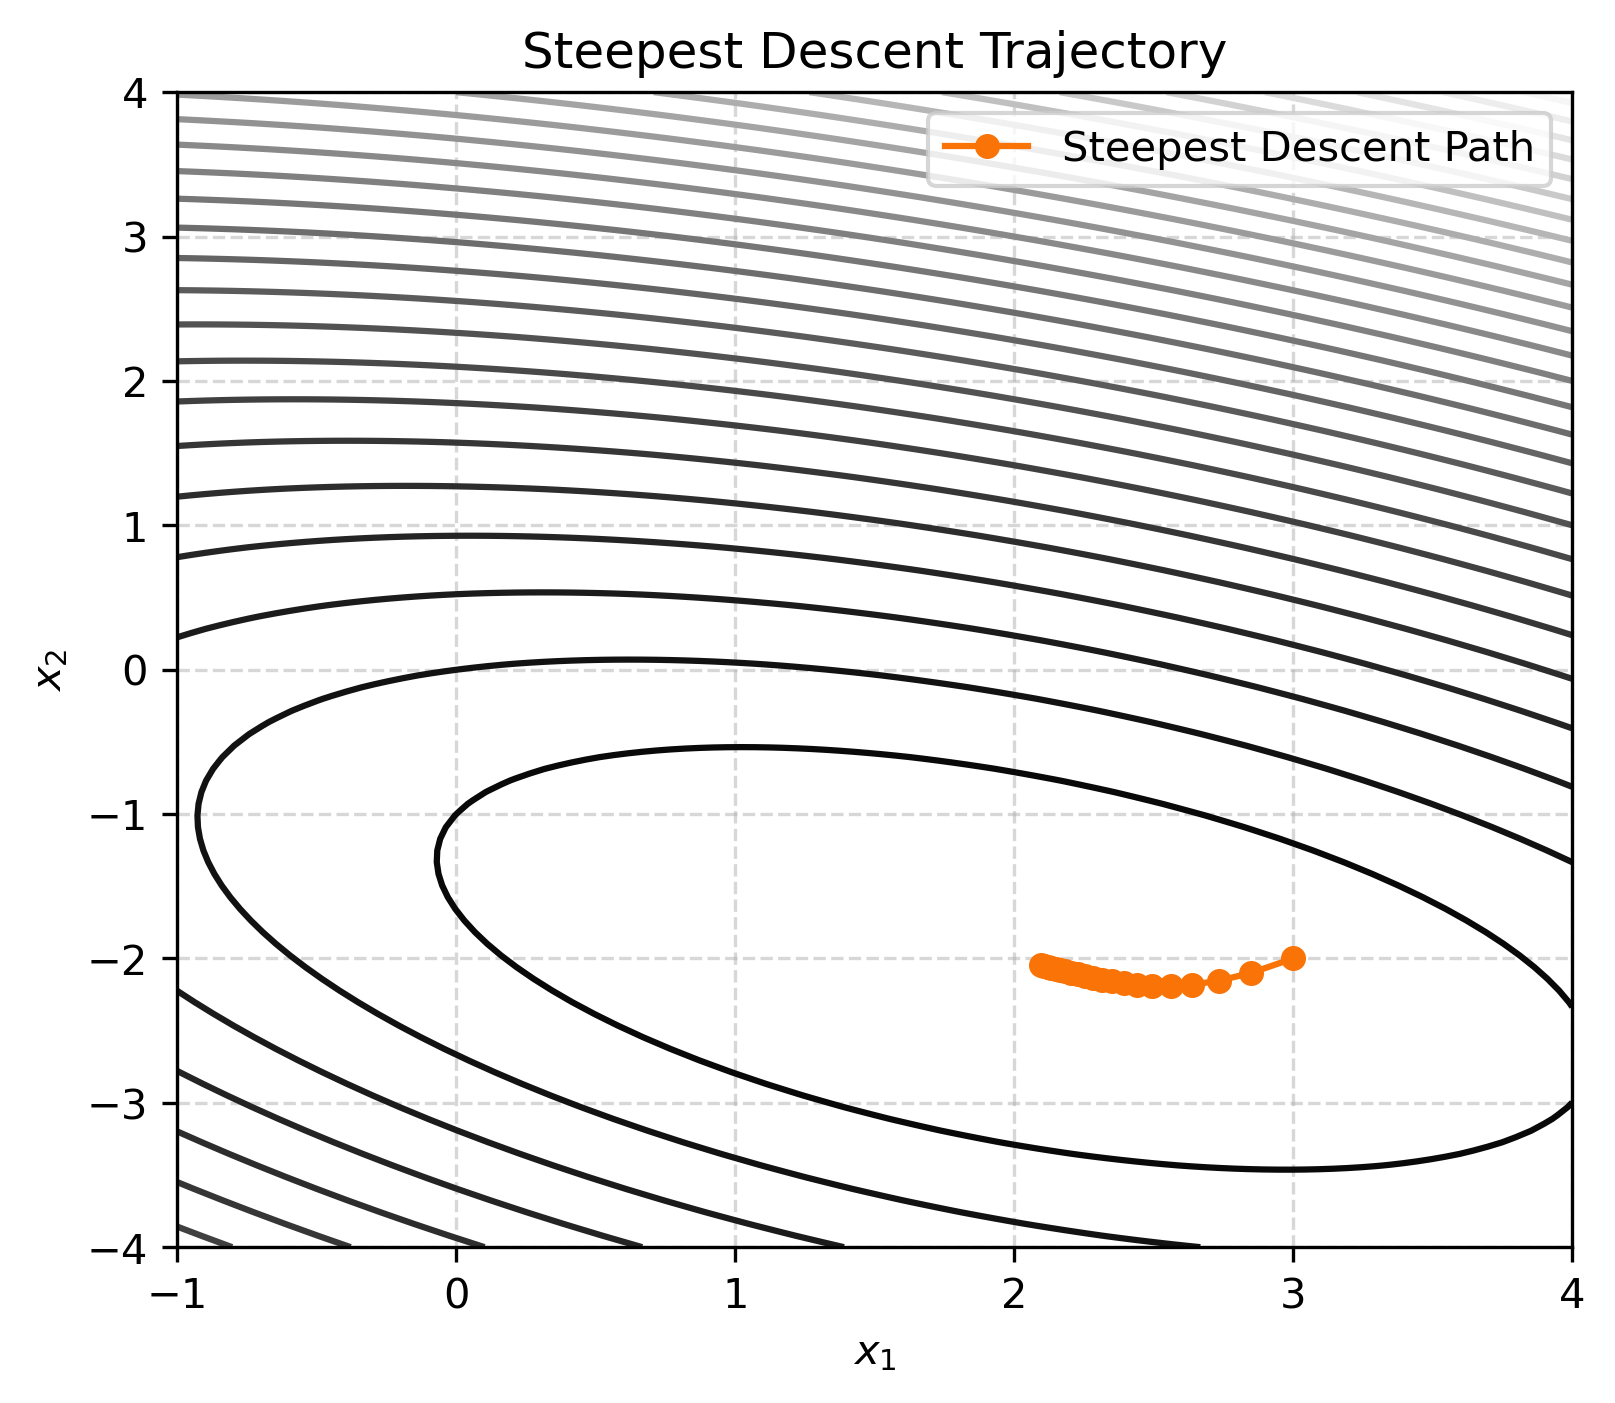 Steepest Descent Trajectory
4
3
2
1
0
−1
−2
−3
−4
x₂
Steepest Descent Path
−1 0 1 2 3 4
x₁